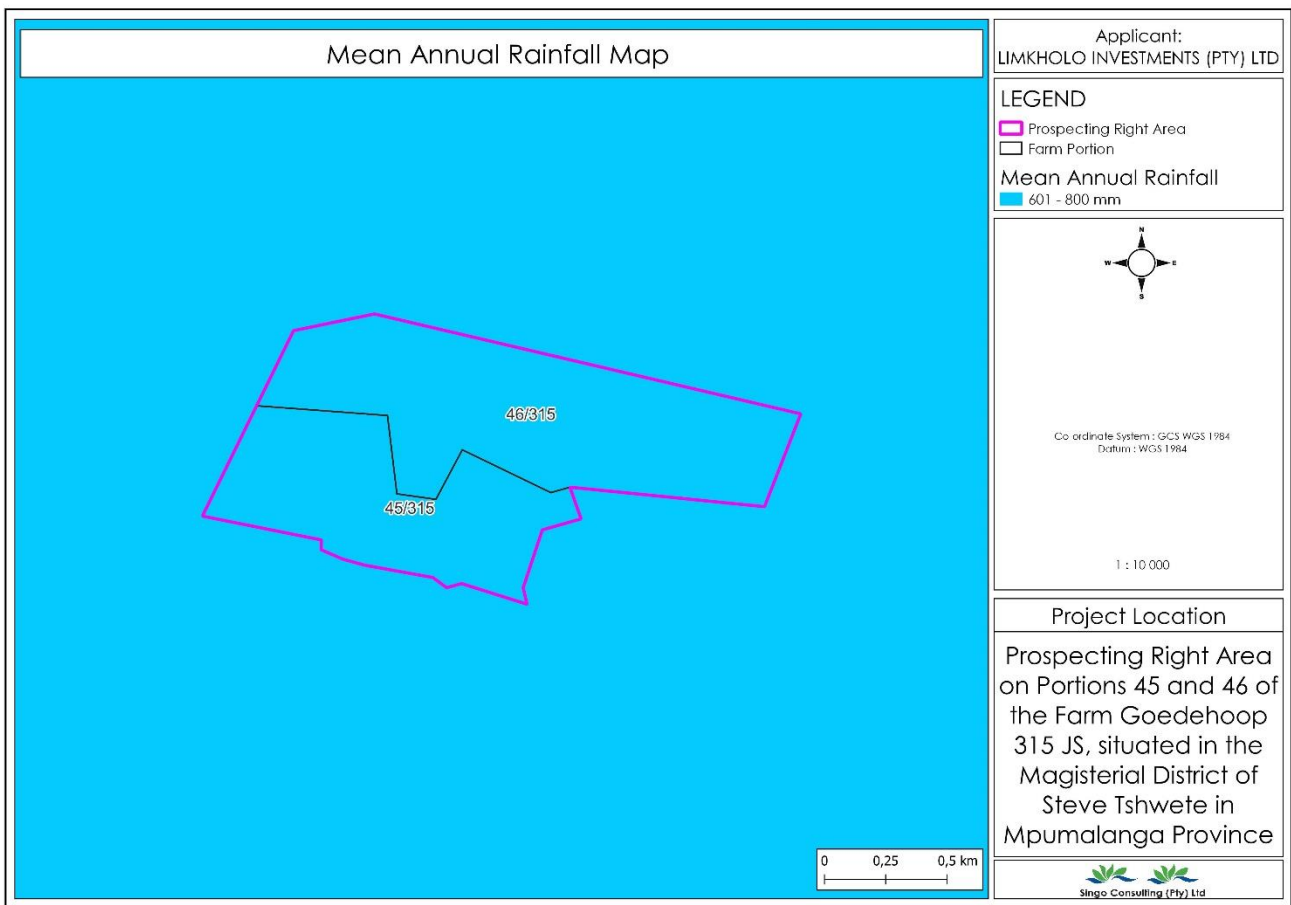 Mean Annual Rainfall Map
46/315
45/315
0 0,25 0,5 km
Applicant:
LIMKHOLO INVESTMENTS (PTY) LTD
LEGEND
Prospecting Right Area
Farm Portion
Mean Annual Rainfall
601 - 800 mm
N
W E
S
Co ordinate System : GCS WGS 1984
Datum : WGS 1984
1 : 10 000
Project Location
Prospecting Right Area
on Portions 45 and 46 of
the Farm Goedehoop
315 JS, situated in the
Magisterial District of
Steve Tshwete in
Mpumalanga Province
Singo Consulting (Pty) Ltd